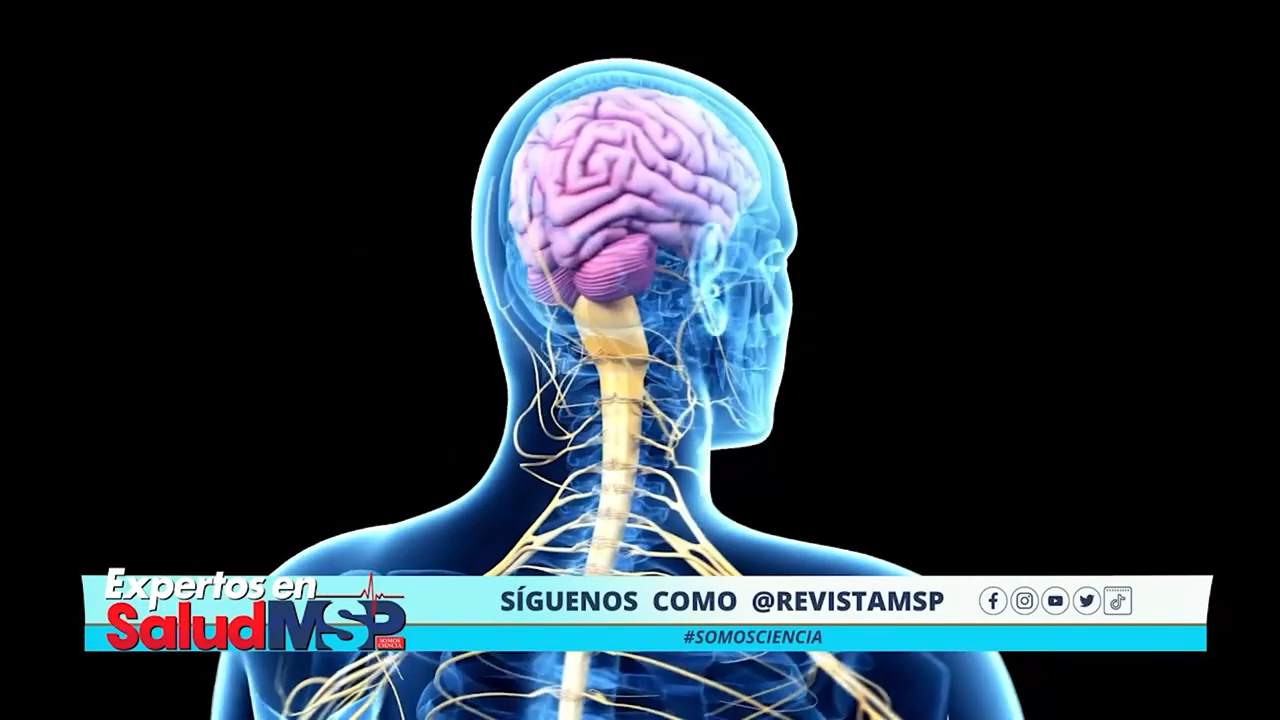 Expertos en
SaludMSP
SOMOS
CIENCIA
SÍGUENOS COMO @REVISTAMSP
#SOMOSCIENCIA